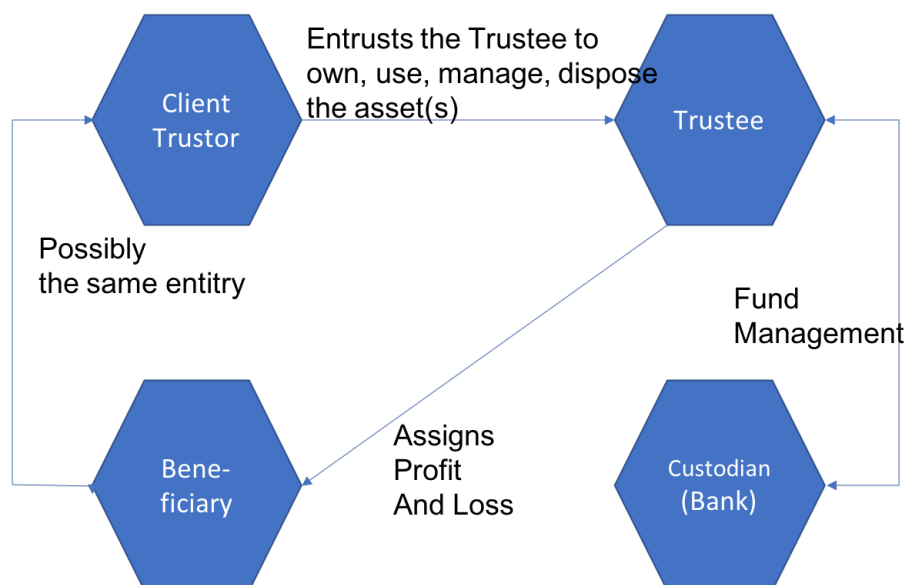 Entrusts the Trustee to
own, use, manage, dispose
the asset(s)
Client
Trustor
Trustee
Possibly
the same entitry
Fund
Management
Assigns
Profit
And Loss
Bene-
ficiary
Custodian
(Bank)